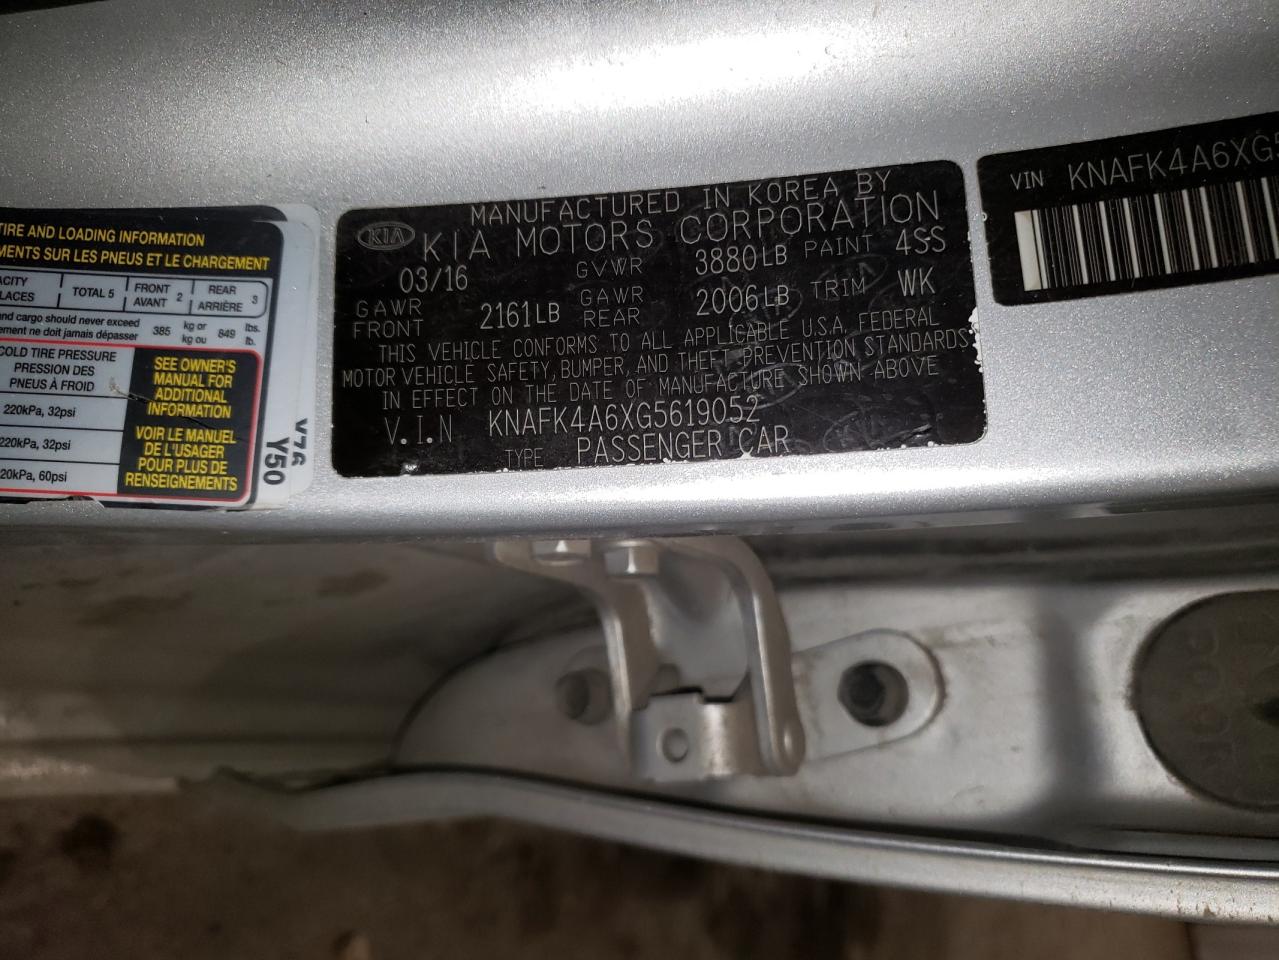 TIRE AND LOADING INFORMATION
MENTS SUR LES PNEUS ET LE CHARGEMENT
ACITY
LACES
TOTAL 5
FRONT
AVANT 2
REAR
ARRIÈRE 3
and cargo should never exceed
ement ne doit jamais dépasser
385
kg or
kg ou
849
lbs.
lb.
COLD TIRE PRESSURE
PRESSION DES
PNEUS À FROID
220kPa, 32psi
220kPa, 32psi
20kPa, 60psi
SEE OWNER'S
MANUAL FOR
ADDITIONAL
INFORMATION
VOIR LE MANUEL
DE L'USAGER
POUR PLUS DE
RENSEIGNEMENTS
Y50
KIA
MANUFACTURED IN KOREA BY
KIA MOTORS CORPORATION
03/16 GVWR 3880LB PAINT 4SS
GAWR
FRONT 2161LB
GAWR
REAR 2006LB TRIM WK
THIS VEHICLE CONFORMS TO ALL APPLICABLE U.S.A. FEDERAL
MOTOR VEHICLE SAFETY, BUMPER, AND THEFT PREVENTION STANDARDS
IN EFFECT ON THE DATE OF MANUFACTURE SHOWN ABOVE
V.I.N KNAFK4A6XG5619052
TYPE PASSENGER CAR
VIN KNAFK4A6XG5